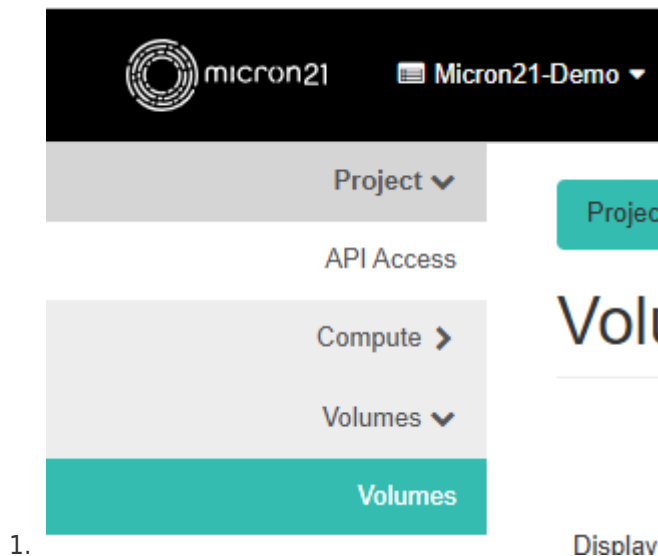 micron21 Micron21-Demo
Project
Projec
API Access
Volu
Compute
Volumes
Volumes
1.
Display